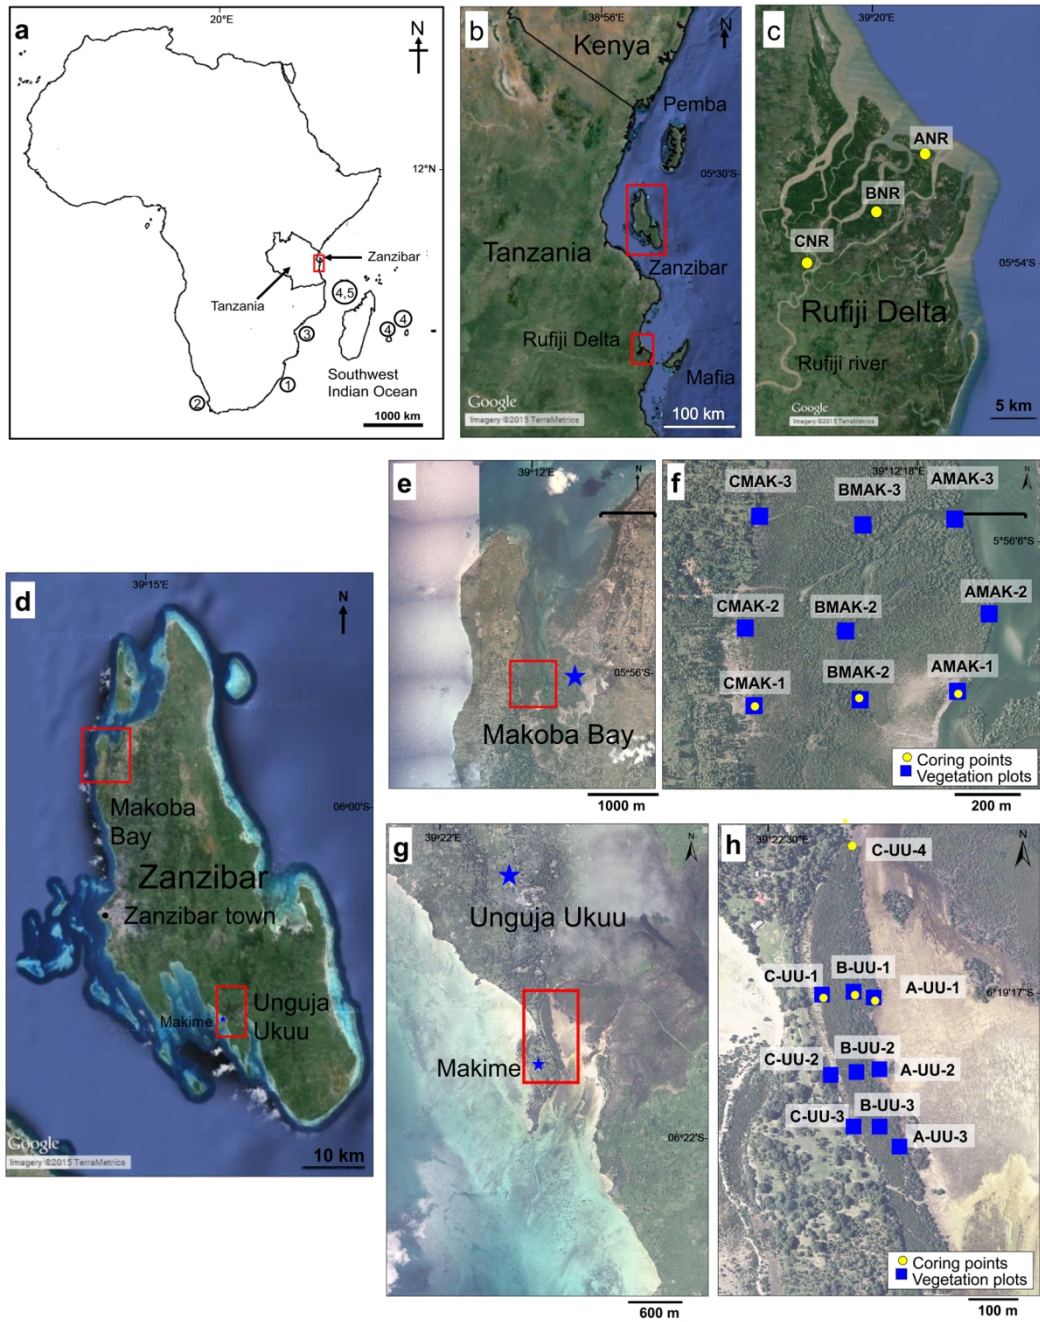 a
20°E
N
12°N
Zanzibar
Tanzania
4,5
4
4
3
1
2
Southwest
Indian Ocean
1000 km
b
38°56'E
N
Kenya
Pemba
05°30'S
Tanzania
Zanzibar
Rufiji Delta
Mafia
Google
Imagery ©2015 TerraMetrics
100 km
c
39°20'E
ANR
BNR
CNR
05°54'S
Rufiji Delta
Rufiji river
Google
Imagery ©2015 TerraMetrics
5 km
d
39°15'E
N
Makoba
Bay
06°00'S
Zanzibar
Zanzibar town
Unguja
Ukuu
Makime
Google
Imagery ©2015 TerraMetrics
10 km
e
39°12'E
N
05°56'S
Makoba Bay
1000 m
f
39°12'18"E
N
CMAK-3
BMAK-3
AMAK-3
5°56'6"S
CMAK-2
BMAK-2
AMAK-2
CMAK-1
BMAK-2
AMAK-1
Coring points
Vegetation plots
200 m
g
39°22'E
N
Unguja Ukuu
Makime
06°22'S
600 m
h
39°22'30"E
N
C-UU-4
C-UU-1
B-UU-1
A-UU-1
6°19'17"S
C-UU-2
B-UU-2
A-UU-2
C-UU-3
B-UU-3
A-UU-3
Coring points
Vegetation plots
100 m